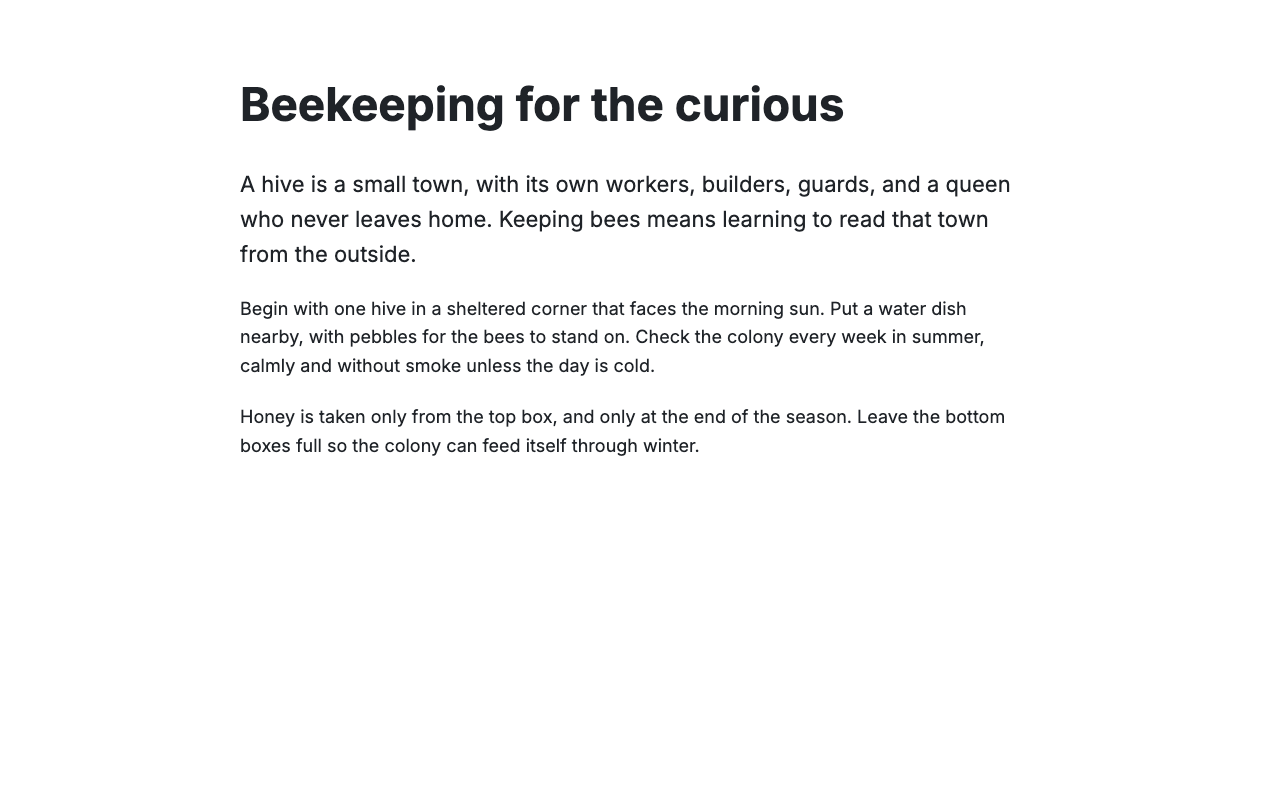 Beekeeping for the curious
A hive is a small town, with its own workers, builders, guards, and a queen
who never leaves home. Keeping bees means learning to read that town
from the outside.
Begin with one hive in a sheltered corner that faces the morning sun. Put a water dish
nearby, with pebbles for the bees to stand on. Check the colony every week in summer,
calmly and without smoke unless the day is cold.
Honey is taken only from the top box, and only at the end of the season. Leave the bottom
boxes full so the colony can feed itself through winter.